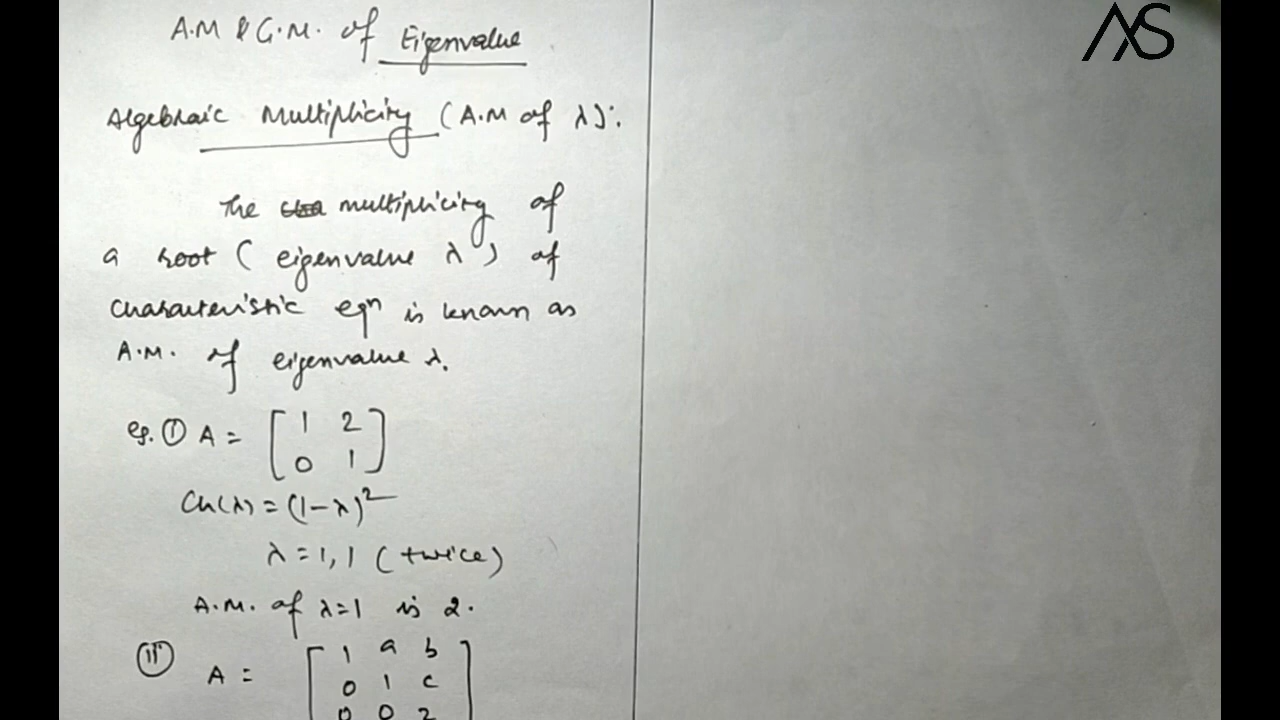 A.M & G.M. of Eigenvalue
Algebraic Multiplicity (A.M of λ):
The multiplicity of
a root ( eigenvalue λ ) of
characteristic eqⁿ is known as
A.M. of eigenvalue λ.
eg. ① A = [ 1 2
0 1 ]
Ch(λ) = (1-λ)²
λ = 1, 1 ( twice )
A.M. of λ=1 is 2.
ⅱ A = [ 1 a b
0 1 c
0 0 2
AS